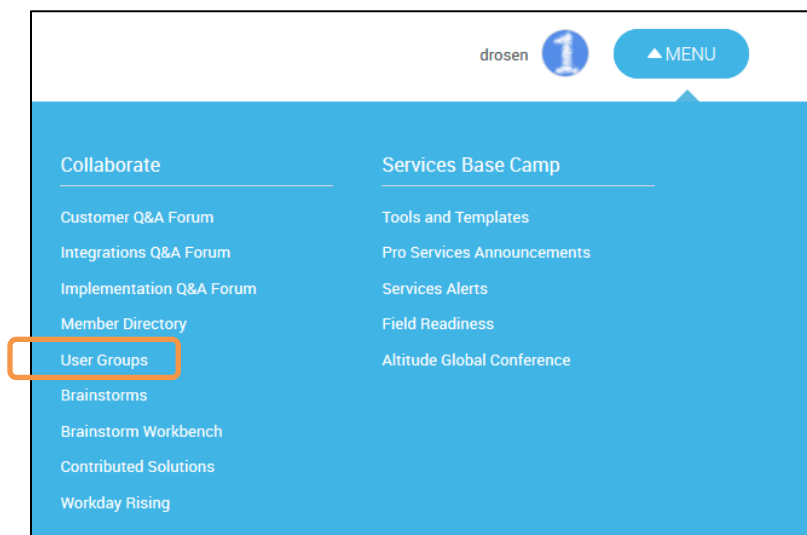 drosen 1 MENU
Collaborate
Customer Q&A Forum
Integrations Q&A Forum
Implementation Q&A Forum
Member Directory
User Groups
Brainstorms
Brainstorm Workbench
Contributed Solutions
Workday Rising
Services Base Camp
Tools and Templates
Pro Services Announcements
Services Alerts
Field Readiness
Altitude Global Conference